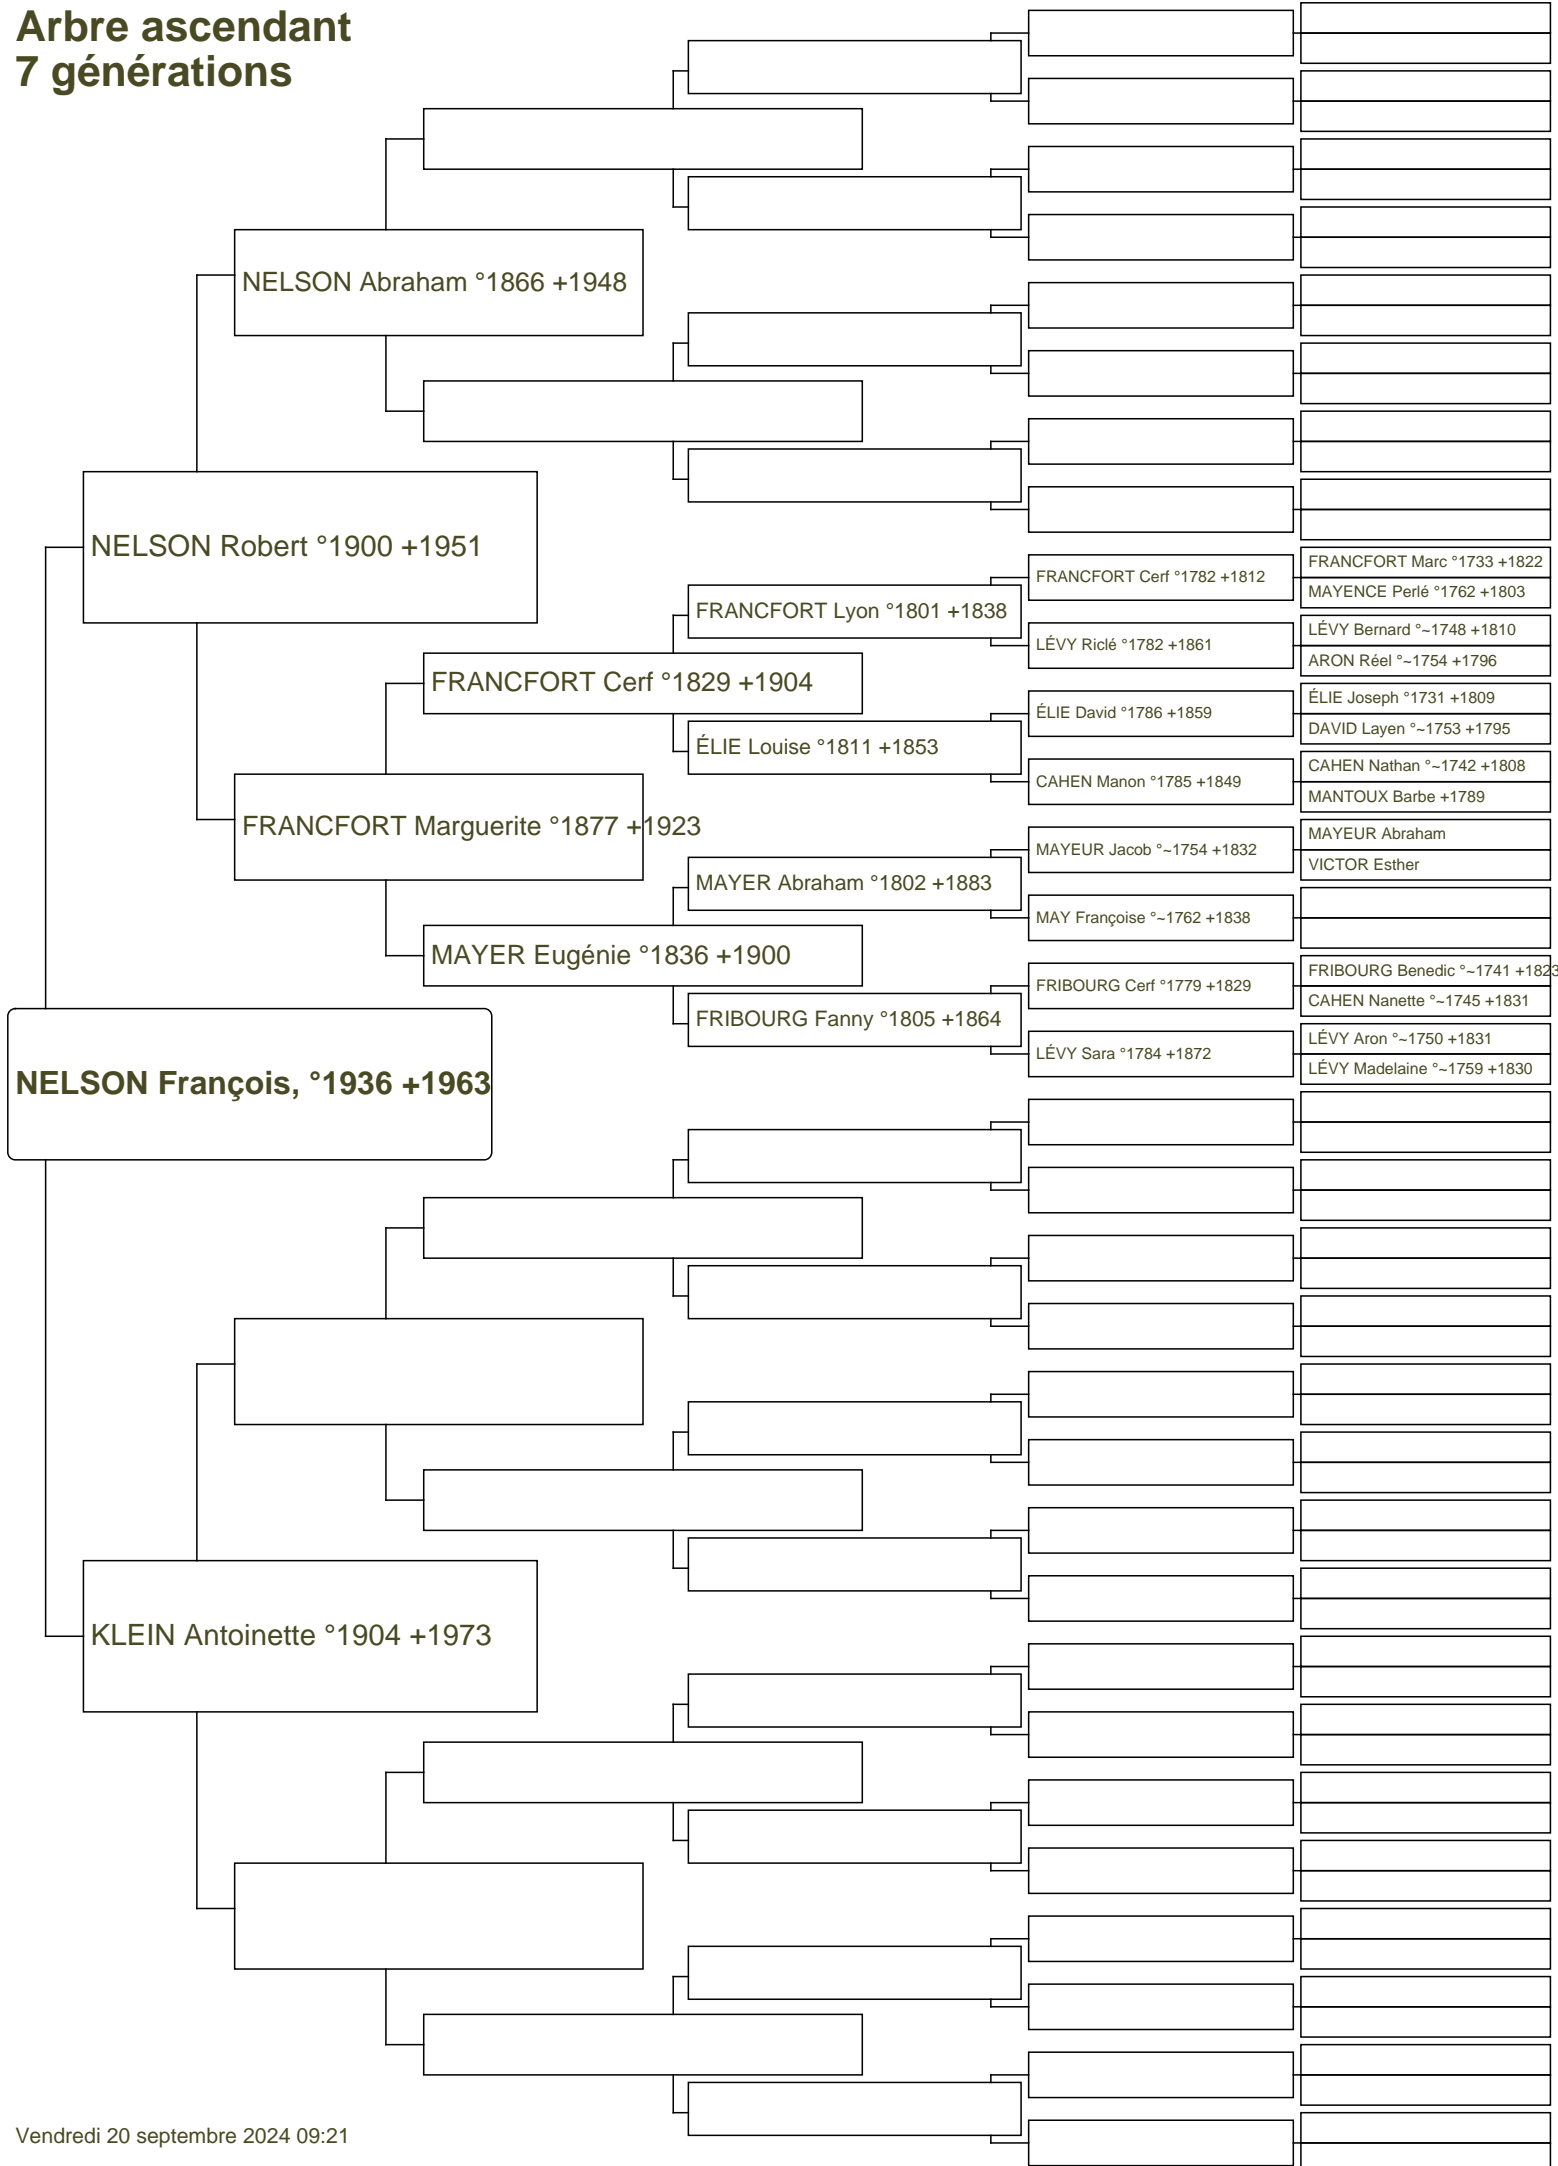 Arbre ascendant
7 générations
NELSON Abraham °1866 +1948
NELSON Robert °1900 +1951
FRANCFORT Marc °1733 +1822
FRANCFORT Cerf °1782 +1812
MAYENCE Perlé °1762 +1803
FRANCFORT Lyon °1801 +1838
LÉVY Bernard °~1748 +1810
LÉVY Riclé °1782 +1861
ARON Réel °~1754 +1796
FRANCFORT Cerf °1829 +1904
ÉLIE Joseph °1731 +1809
ÉLIE David °1786 +1859
DAVID Layen °~1753 +1795
ÉLIE Louise °1811 +1853
CAHEN Nathan °~1742 +1808
CAHEN Manon °1785 +1849
MANTOUX Barbe +1789
FRANCFORT Marguerite °1877 +1923
MAYEUR Abraham
MAYEUR Jacob °~1754 +1832
VICTOR Esther
MAYER Abraham °1802 +1883
MAY Françoise °~1762 +1838
MAYER Eugénie °1836 +1900
FRIBOURG Benedic °~1741 +1823
FRIBOURG Cerf °1779 +1829
CAHEN Nanette °~1745 +1831
FRIBOURG Fanny °1805 +1864
LÉVY Aron °~1750 +1831
LÉVY Sara °1784 +1872
LÉVY Madelaine °~1759 +1830
NELSON François, °1936 +1963
KLEIN Antoinette °1904 +1973
Vendredi 20 septembre 2024 09:21